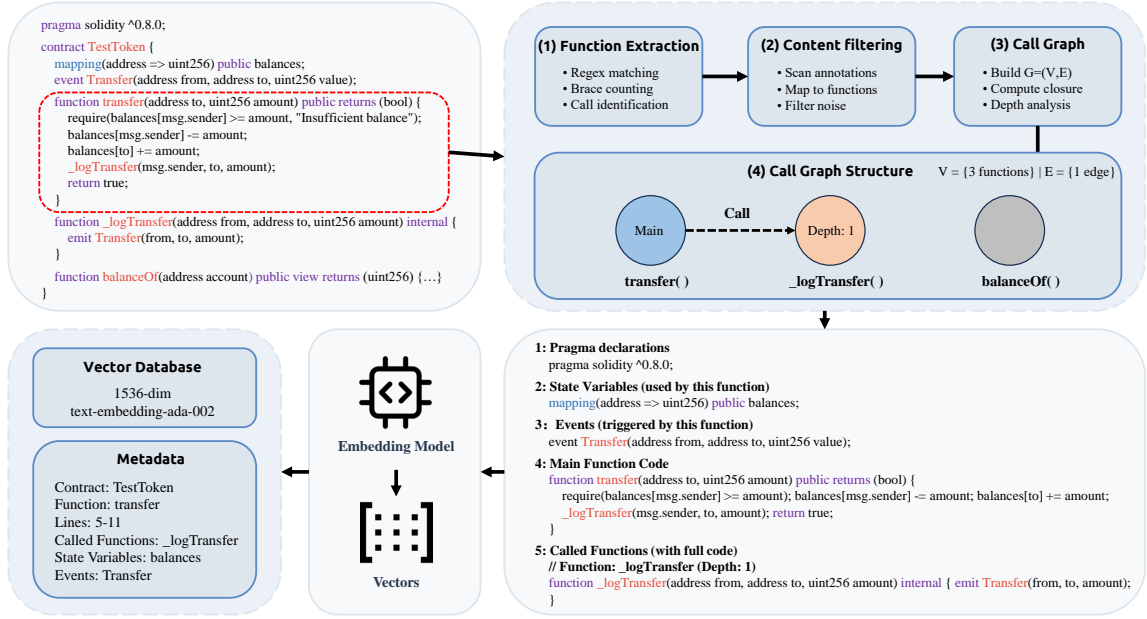 pragma solidity ^0.8.0;
contract TestToken {
mapping(address => uint256) public balances;
event Transfer(address from, address to, uint256 value);
function transfer(address to, uint256 amount) public returns (bool) {
require(balances[msg.sender] >= amount, "Insufficient balance");
balances[msg.sender] -= amount;
balances[to] += amount;
_logTransfer(msg.sender, to, amount);
return true;
}
function _logTransfer(address from, address to, uint256 amount) internal {
emit Transfer(from, to, amount);
}
function balanceOf(address account) public view returns (uint256) {…}
}
(1) Function Extraction
• Regex matching
• Brace counting
• Call identification
(2) Content filtering
• Scan annotations
• Map to functions
• Filter noise
(3) Call Graph
• Build G=(V,E)
• Compute closure
• Depth analysis
(4) Call Graph Structure
V = {3 functions} | E = {1 edge}
Main
Call
Depth: 1
transfer( )
_logTransfer( )
balanceOf( )
1: Pragma declarations
pragma solidity ^0.8.0;
2: State Variables (used by this function)
mapping(address => uint256) public balances;
3: Events (triggered by this function)
event Transfer(address from, address to, uint256 value);
4: Main Function Code
function transfer(address to, uint256 amount) public returns (bool) {
require(balances[msg.sender] >= amount); balances[msg.sender] -= amount; balances[to] += amount;
_logTransfer(msg.sender, to, amount); return true;
}
5: Called Functions (with full code)
// Function: _logTransfer (Depth: 1)
function _logTransfer(address from, address to, uint256 amount) internal { emit Transfer(from, to, amount);
}
Embedding Model
Vectors
Vector Database
1536-dim
text-embedding-ada-002
Metadata
Contract: TestToken
Function: transfer
Lines: 5-11
Called Functions: _logTransfer
State Variables: balances
Events: Transfer